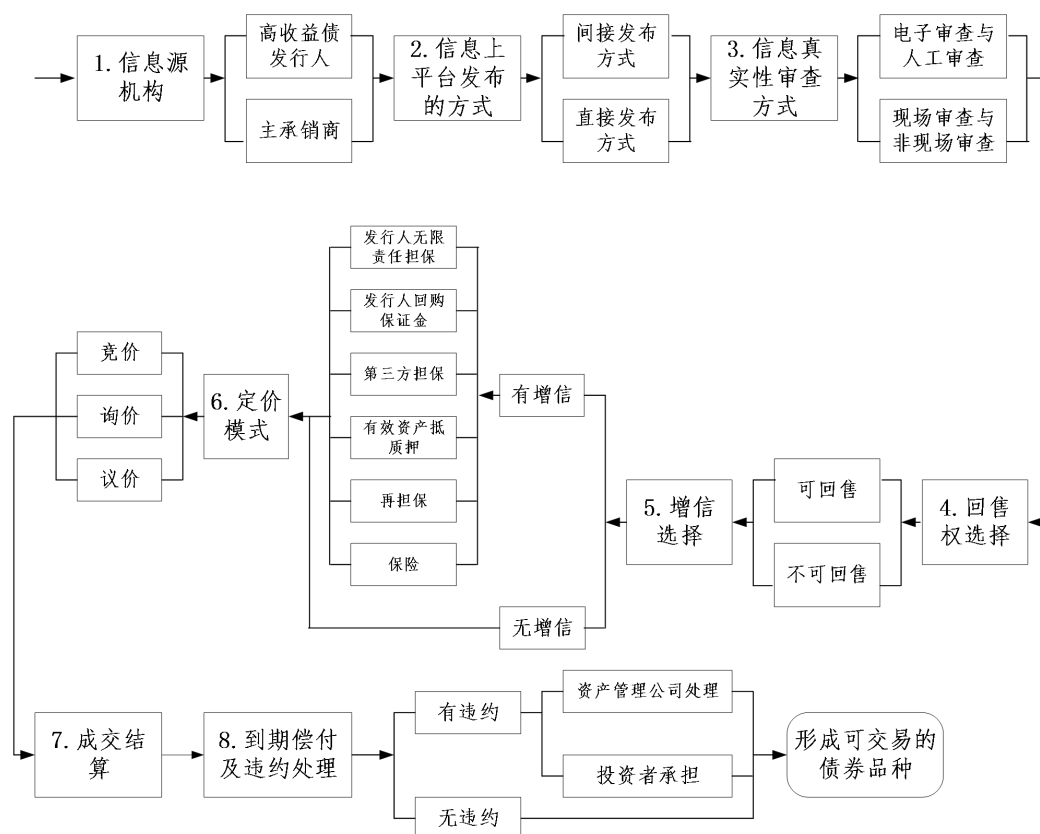 1.信息源
机构
高收益债
发行人
主承销商
2.信息上
平台发布
的方式
间接发布
方式
直接发布
方式
3.信息真
实性审查
方式
电子审查与
人工审查
现场审查与
非现场审查
4.回售
权选择
可回售
不可回售
5.增信
选择
有增信
无增信
发行人无限
责任担保
发行人回购
保证金
第三方担保
有效资产抵
质押
再担保
保险
6.定价
模式
竞价
询价
议价
7.成交结
算
8.到期偿付
及违约处理
有违约
无违约
资产管理公司处理
投资者承担
形成可交易的
债券品种